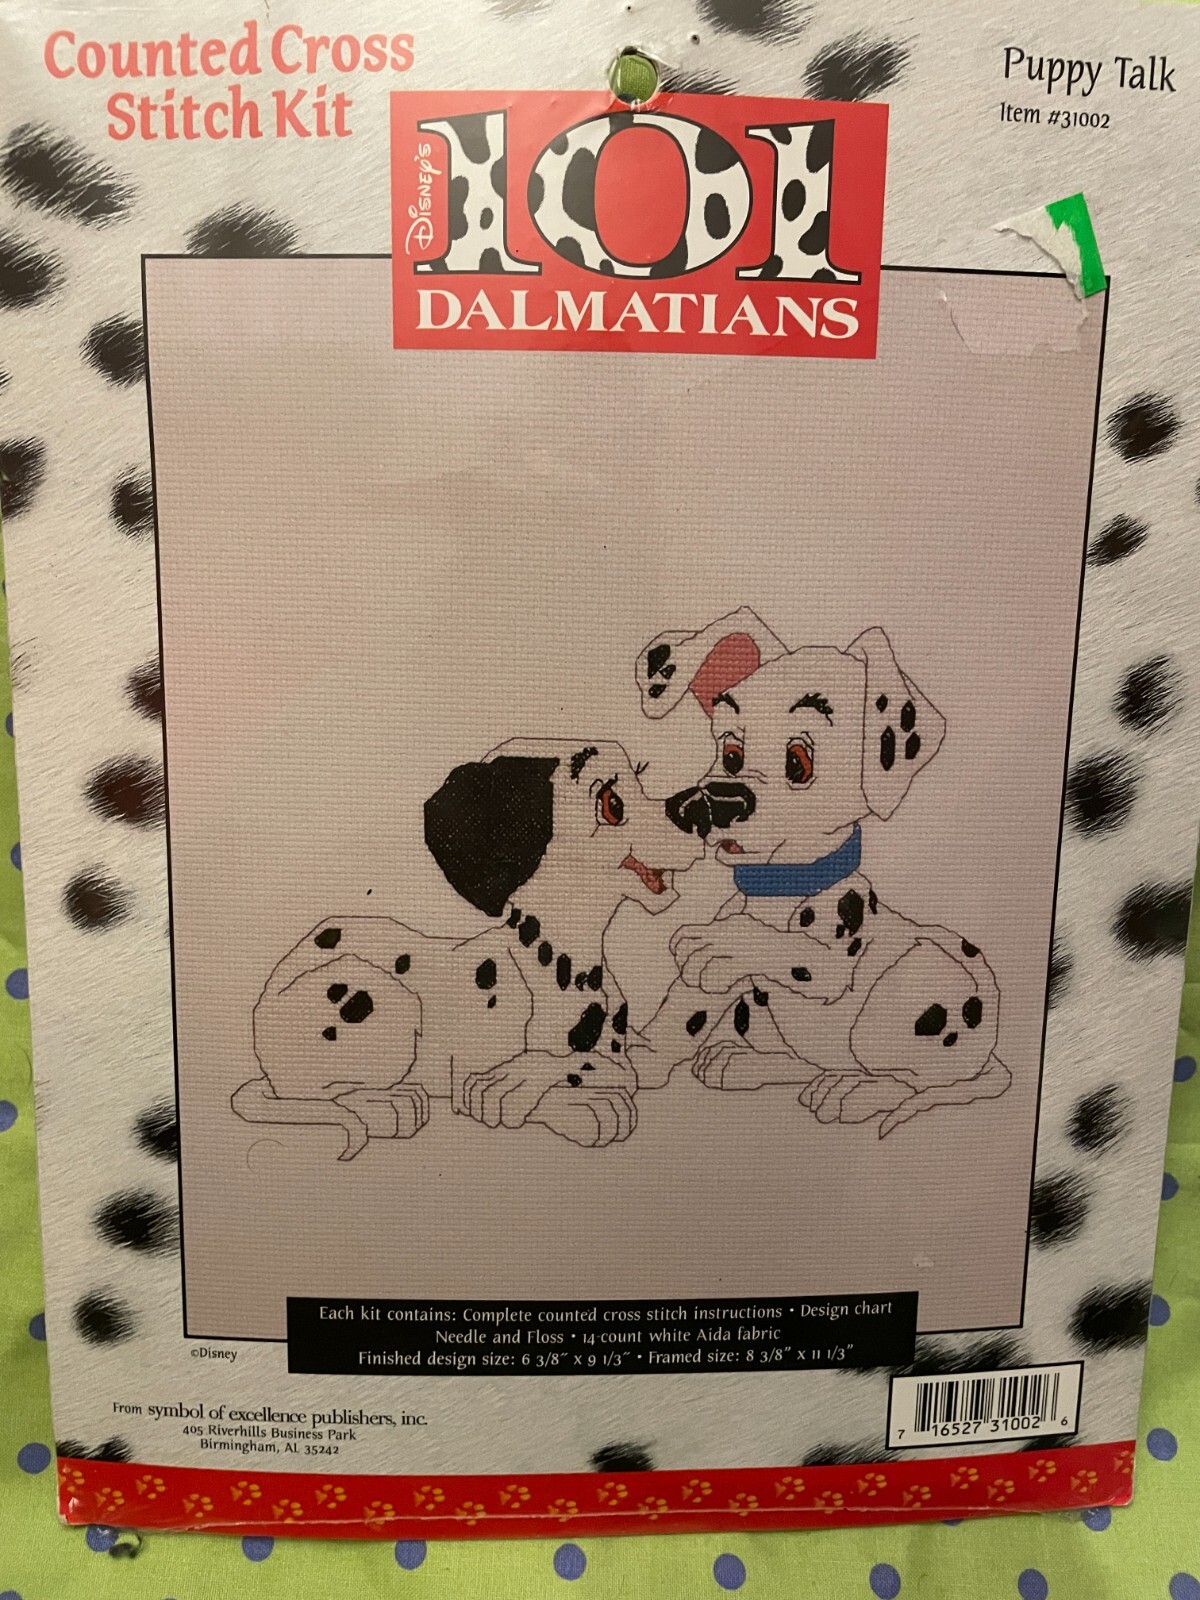 Counted Cross
Stitch Kit
Puppy Talk
Item #31002
Disney's
101
DALMATIANS
Each kit contains: Complete counted cross stitch instructions • Design chart
Needle and Floss • 14-count white Aida fabric
Finished design size: 6 3/8" x 9 1/3" • Framed size: 8 3/8" x 11 1/3"
©Disney
From symbol of excellence publishers, inc.
405 Riverhills Business Park
Birmingham, AL 35242
7 16527 31002 6